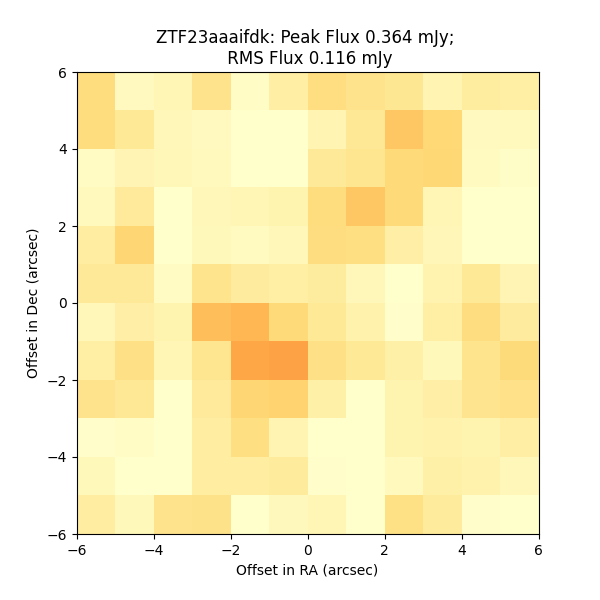 ZTF23aaaifdk: Peak Flux 0.364 mJy;
RMS Flux 0.116 mJy
6
4
2
0
−2
−4
−6
Offset in Dec (arcsec)
−6 −4 −2 0 2 4 6
Offset in RA (arcsec)